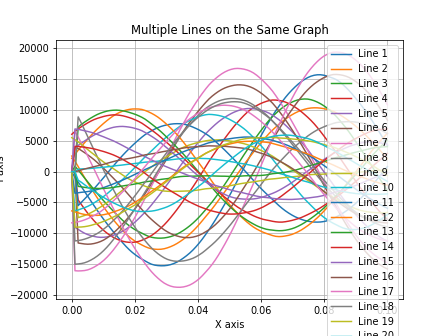 Multiple Lines on the Same Graph
20000
15000
10000
5000
0
−5000
−10000
−15000
−20000
0.00
0.02
0.04
0.06
0.08
X axis
Line 1
Line 2
Line 3
Line 4
Line 5
Line 6
Line 7
Line 8
Line 9
Line 10
Line 11
Line 12
Line 13
Line 14
Line 15
Line 16
Line 17
Line 18
Line 19
Line 20